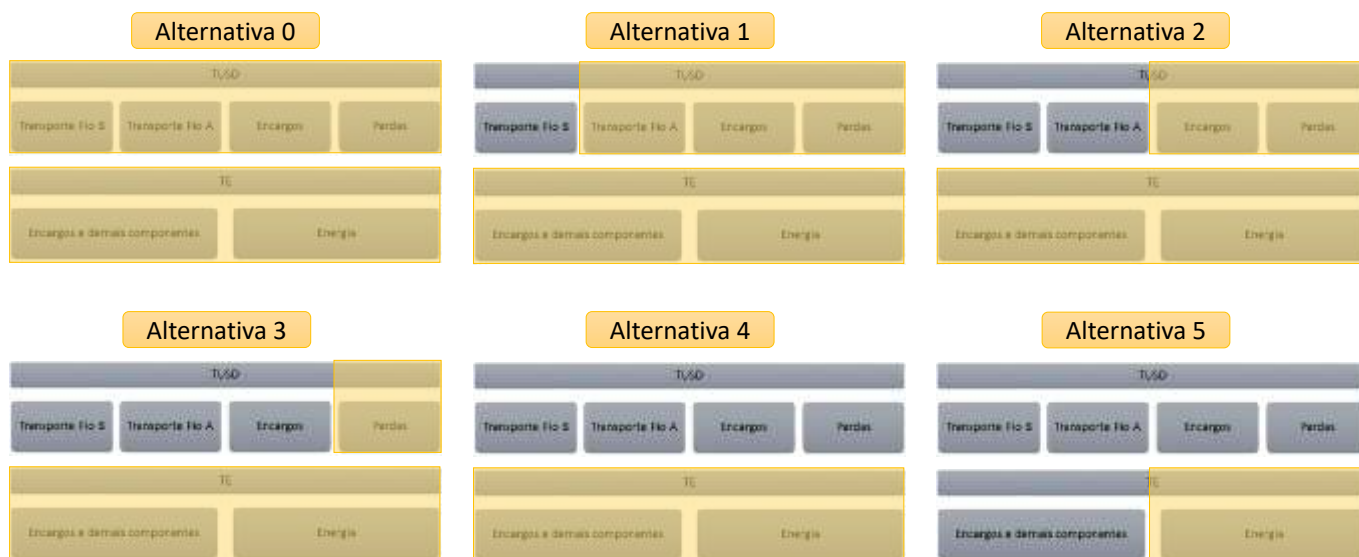 Alternativa 0
Alternativa 1
Alternativa 2
TUSD
TUSD
TUSD
Transporte Fio B
Transporte Fio A
Encargos
Perdas
Transporte Fio B
Transporte Fio A
Encargos
Perdas
Transporte Fio B
Transporte Fio A
Encargos
Perdas
TE
TE
TE
Encargos e demais componentes
Energia
Encargos e demais componentes
Energia
Encargos e demais componentes
Energia
Alternativa 3
Alternativa 4
Alternativa 5
TUSD
TUSD
TUSD
Transporte Fio B
Transporte Fio A
Encargos
Perdas
Transporte Fio B
Transporte Fio A
Encargos
Perdas
Transporte Fio B
Transporte Fio A
Encargos
Perdas
TE
TE
TE
Encargos e demais componentes
Energia
Encargos e demais componentes
Energia
Encargos e demais componentes
Energia